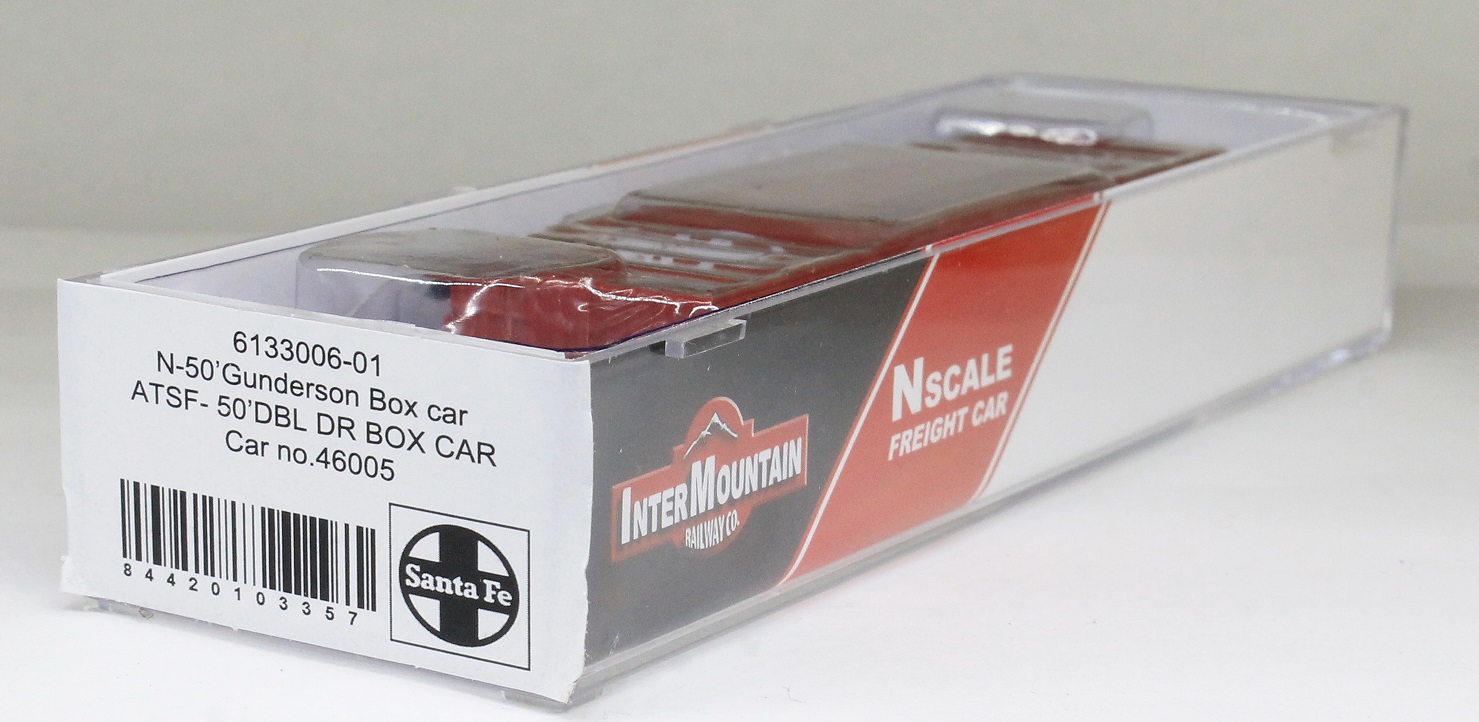 6133006-01
N-50'Gunderson Box car
ATSF- 50'DBL DR BOX CAR
Car no.46005
84420103357
Santa Fe
INTERMOUNTAIN
RAILWAY CO.
NSCALE
FREIGHT CAR